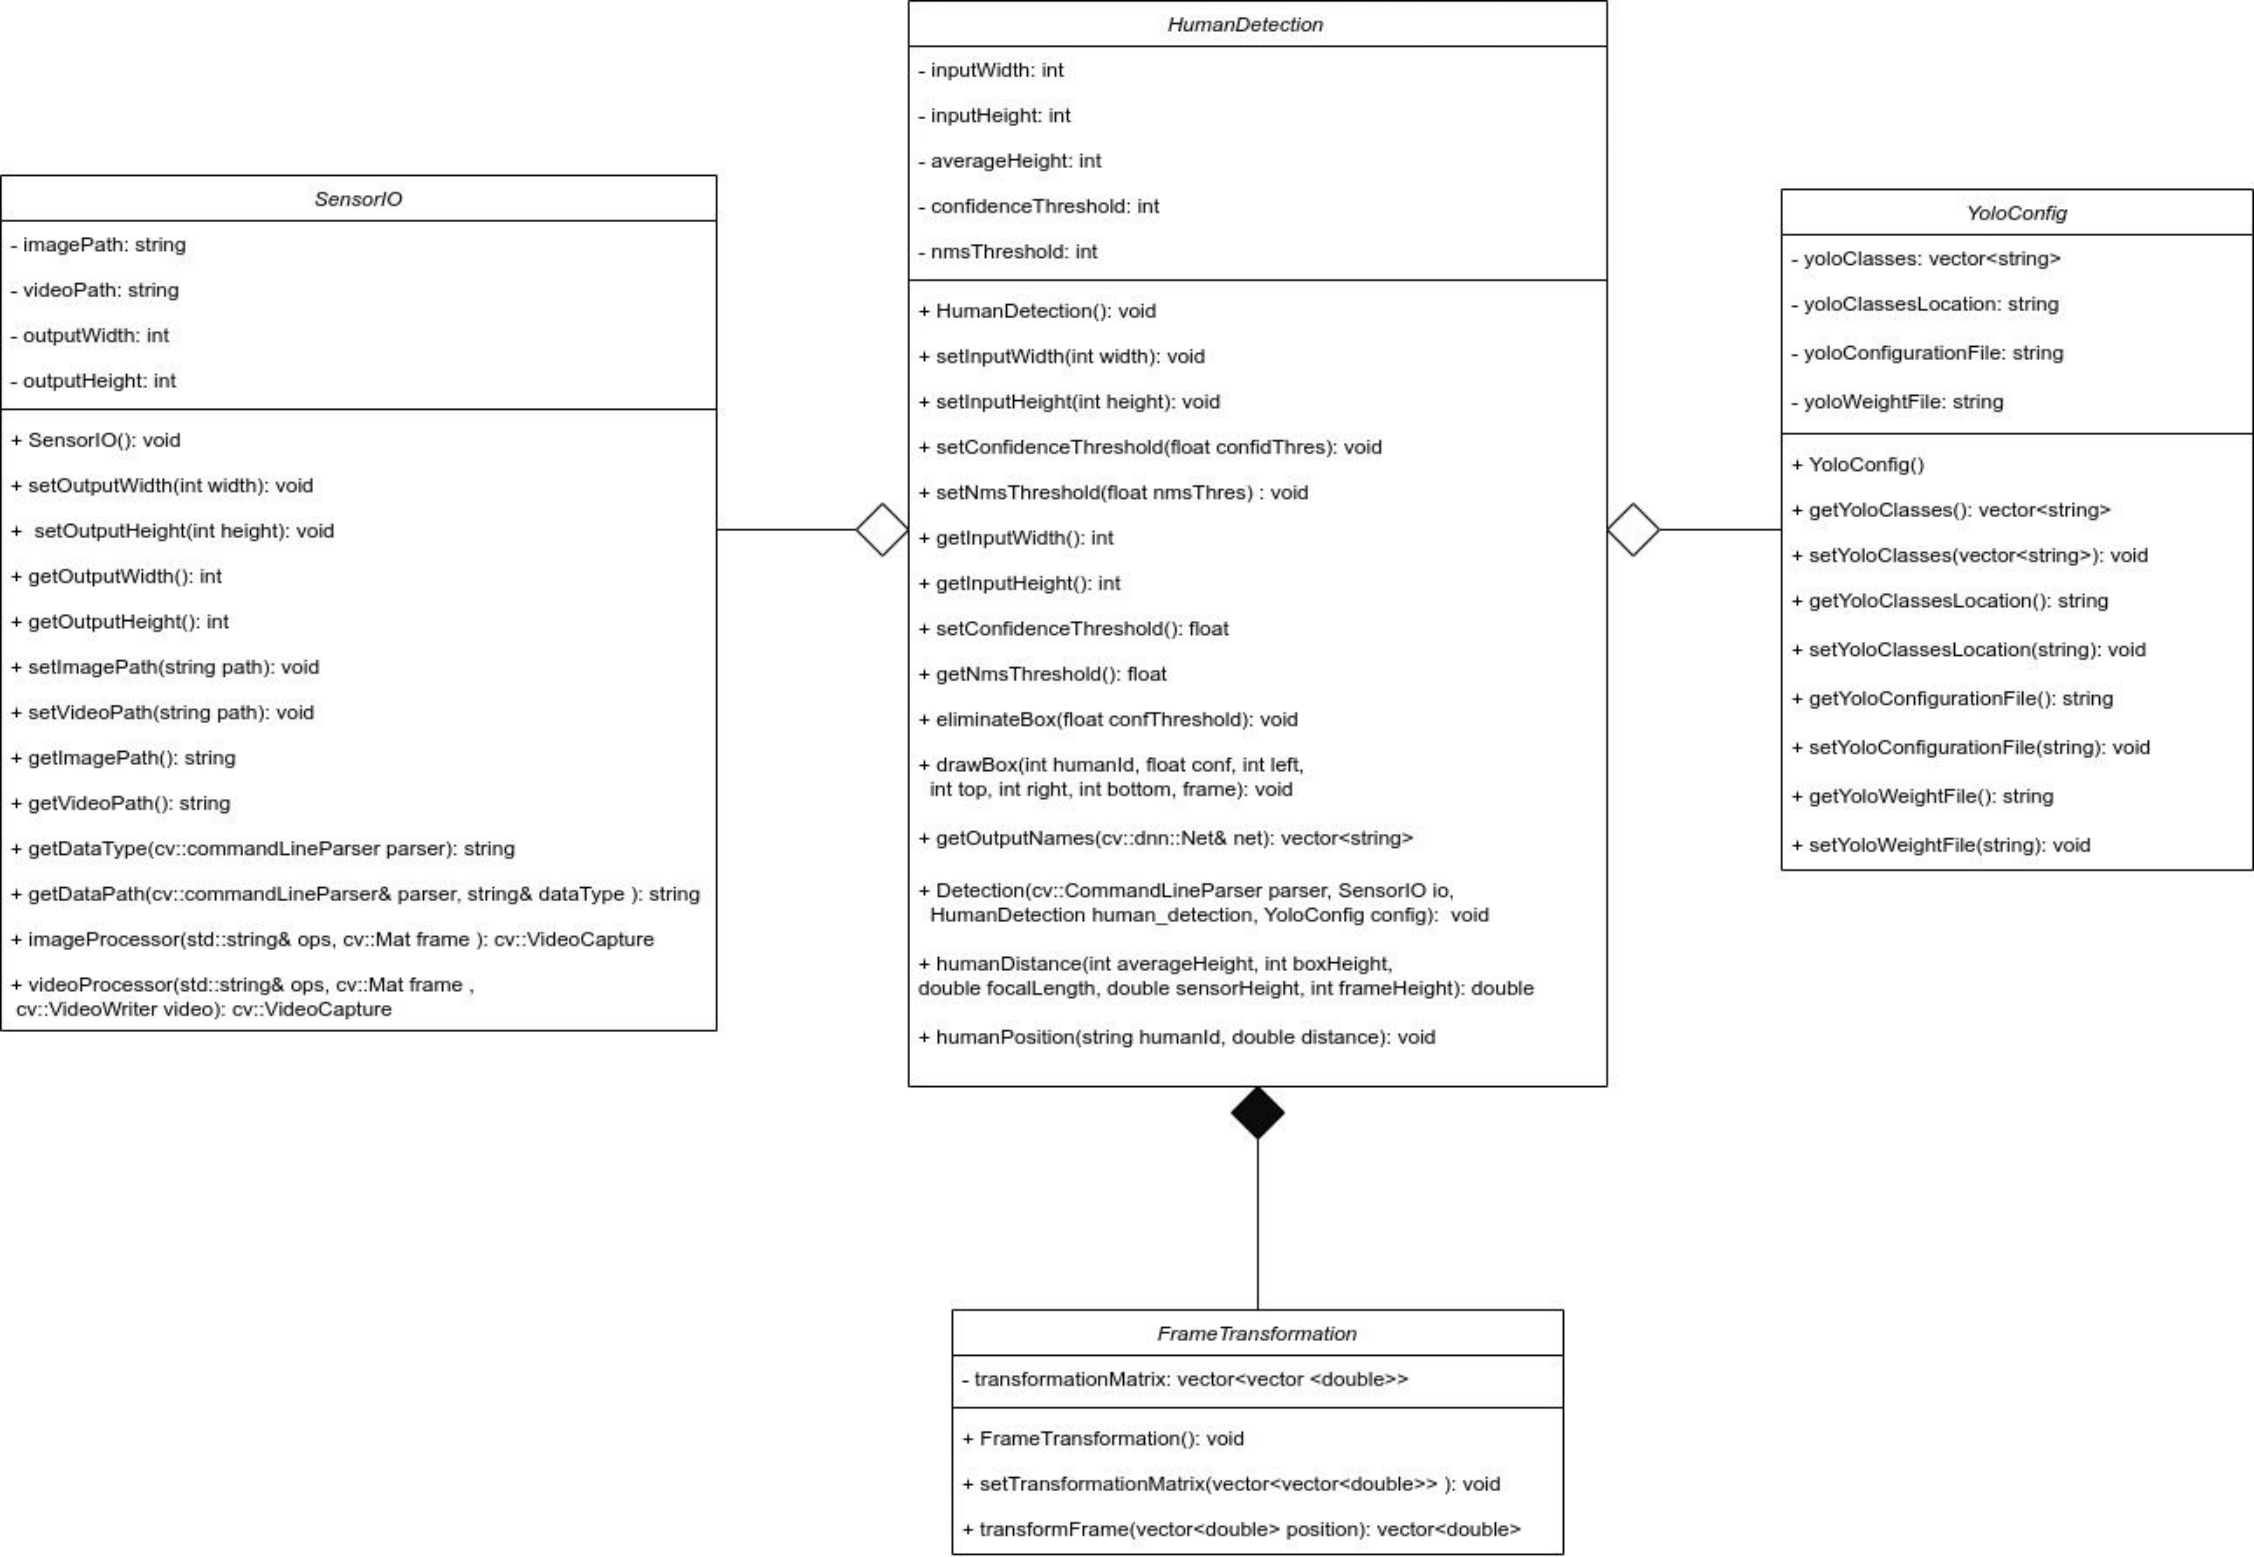 HumanDetection
- inputWidth: int
- inputHeight: int
- averageHeight: int
- confidenceThreshold: int
- nmsThreshold: int
+ HumanDetection(): void
+ setInputWidth(int width): void
+ setInputHeight(int height): void
+ setConfidenceThreshold(float confidThres): void
+ setNmsThreshold(float nmsThres) : void
+ getInputWidth(): int
+ getInputHeight(): int
+ setConfidenceThreshold(): float
+ getNmsThreshold(): float
+ eliminateBox(float confThreshold): void
+ drawBox(int humanId, float conf, int left,
int top, int right, int bottom, frame): void
+ getOutputNames(cv::dnn::Net& net): vector<string>
+ Detection(cv::CommandLineParser parser, SensorIO io,
HumanDetection human_detection, YoloConfig config):  void
+ humanDistance(int averageHeight, int boxHeight,
double focalLength, double sensorHeight, int frameHeight): double
+ humanPosition(string humanId, double distance): void
SensorIO
- imagePath: string
- videoPath: string
- outputWidth: int
- outputHeight: int
+ SensorIO(): void
+ setOutputWidth(int width): void
+  setOutputHeight(int height): void
+ getOutputWidth(): int
+ getOutputHeight(): int
+ setImagePath(string path): void
+ setVideoPath(string path): void
+ getImagePath(): string
+ getVideoPath(): string
+ getDataType(cv::commandLineParser parser): string
+ getDataPath(cv::commandLineParser& parser, string& dataType ): string
+ imageProcessor(std::string& ops, cv::Mat frame ): cv::VideoCapture
+ videoProcessor(std::string& ops, cv::Mat frame ,
cv::VideoWriter video): cv::VideoCapture
YoloConfig
- yoloClasses: vector<string>
- yoloClassesLocation: string
- yoloConfigurationFile: string
- yoloWeightFile: string
+ YoloConfig()
+ getYoloClasses(): vector<string>
+ setYoloClasses(vector<string>): void
+ getYoloClassesLocation(): string
+ setYoloClassesLocation(string): void
+ getYoloConfigurationFile(): string
+ setYoloConfigurationFile(string): void
+ getYoloWeightFile(): string
+ setYoloWeightFile(string): void
FrameTransformation
- transformationMatrix: vector<vector <double>>
+ FrameTransformation(): void
+ setTransformationMatrix(vector<vector<double>> ): void
+ transformFrame(vector<double> position): vector<double>